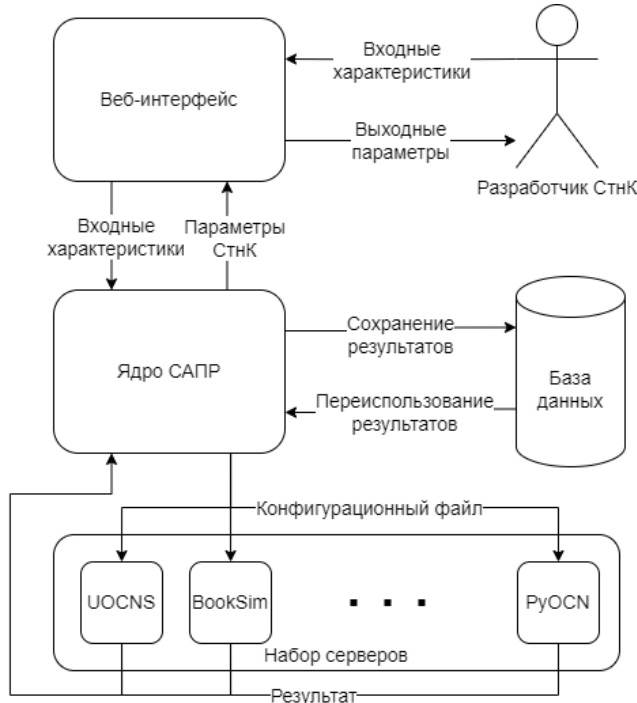 Входные
характеристики
Веб-интерфейс
Выходные
параметры
Разработчик СтнК
Входные
характеристики
Параметры
СтнК
Сохранение
результатов
Ядро САПР
База
данных
Переиспользование
результатов
Конфигурационный файл
UOCNS
BookSim
. . .
PyOCN
Набор серверов
Результат